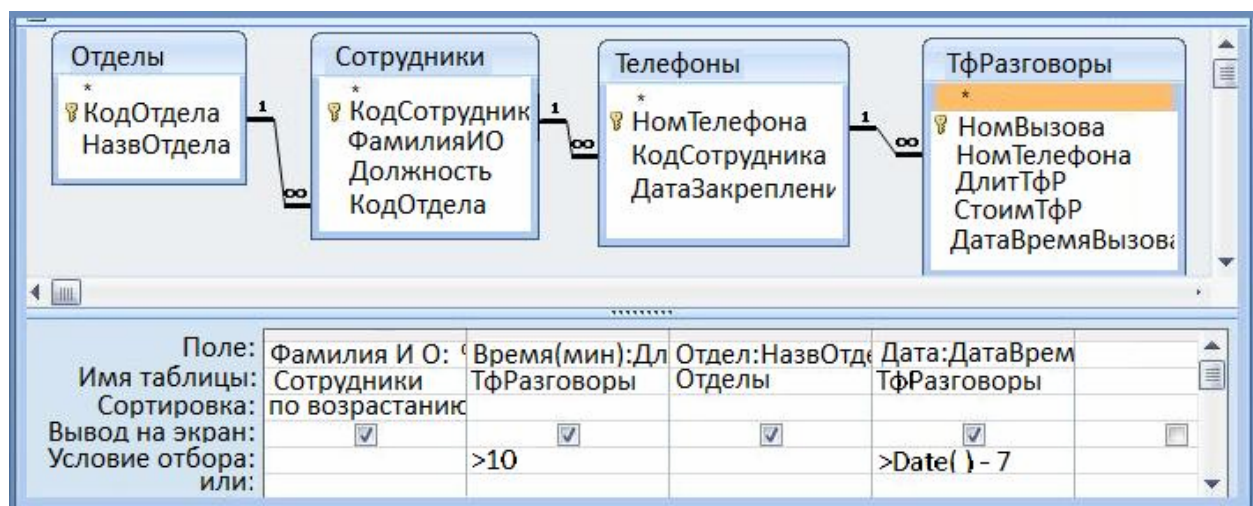 Отделы
*
КодОтдела
НазвОтдела
1
∞
Сотрудники
*
КодСотрудник
ФамилияИО
Должность
КодОтдела
1
∞
Телефоны
*
НомТелефона
КодСотрудника
ДатаЗакреплени
1
∞
ТфРазговоры
*
НомВызова
НомТелефона
ДлитТфР
СтоимТфР
ДатаВремяВызова
Поле: Фамилия И О: Время(мин):Дл Отдел:НазвОтде Дата:ДатаВрем
Имя таблицы: Сотрудники ТфРазговоры Отделы ТфРазговоры
Сортировка: по возрастанию
Вывод на экран:
Условие отбора: >10 >Date( ) - 7
или: